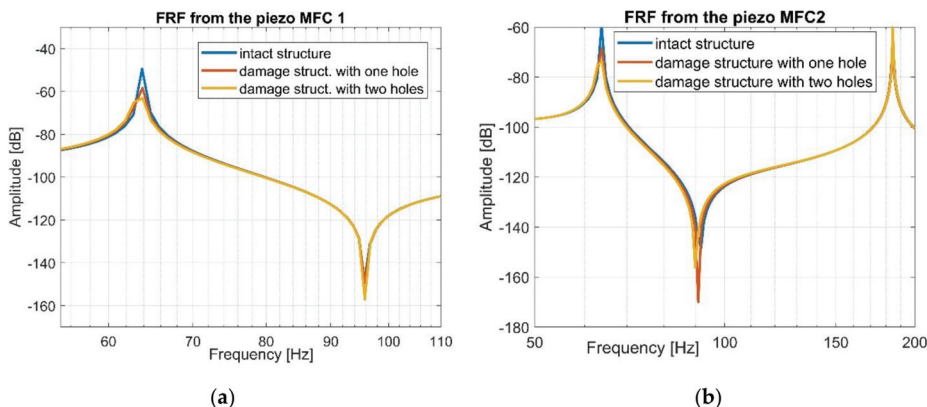 FRF from the piezo MFC 1
intact structure
damage struct. with one hole
damage struct. with two holes
Amplitude [dB]
-40
-60
-80
-100
-120
-140
-160
60
70
80
90
100
110
Frequency [Hz]
(a)
FRF from the piezo MFC2
intact structure
damage structure with one hole
damage structure with two holes
Amplitude [dB]
-60
-80
-100
-120
-140
-160
-180
50
100
200
Frequency [Hz]
(b)